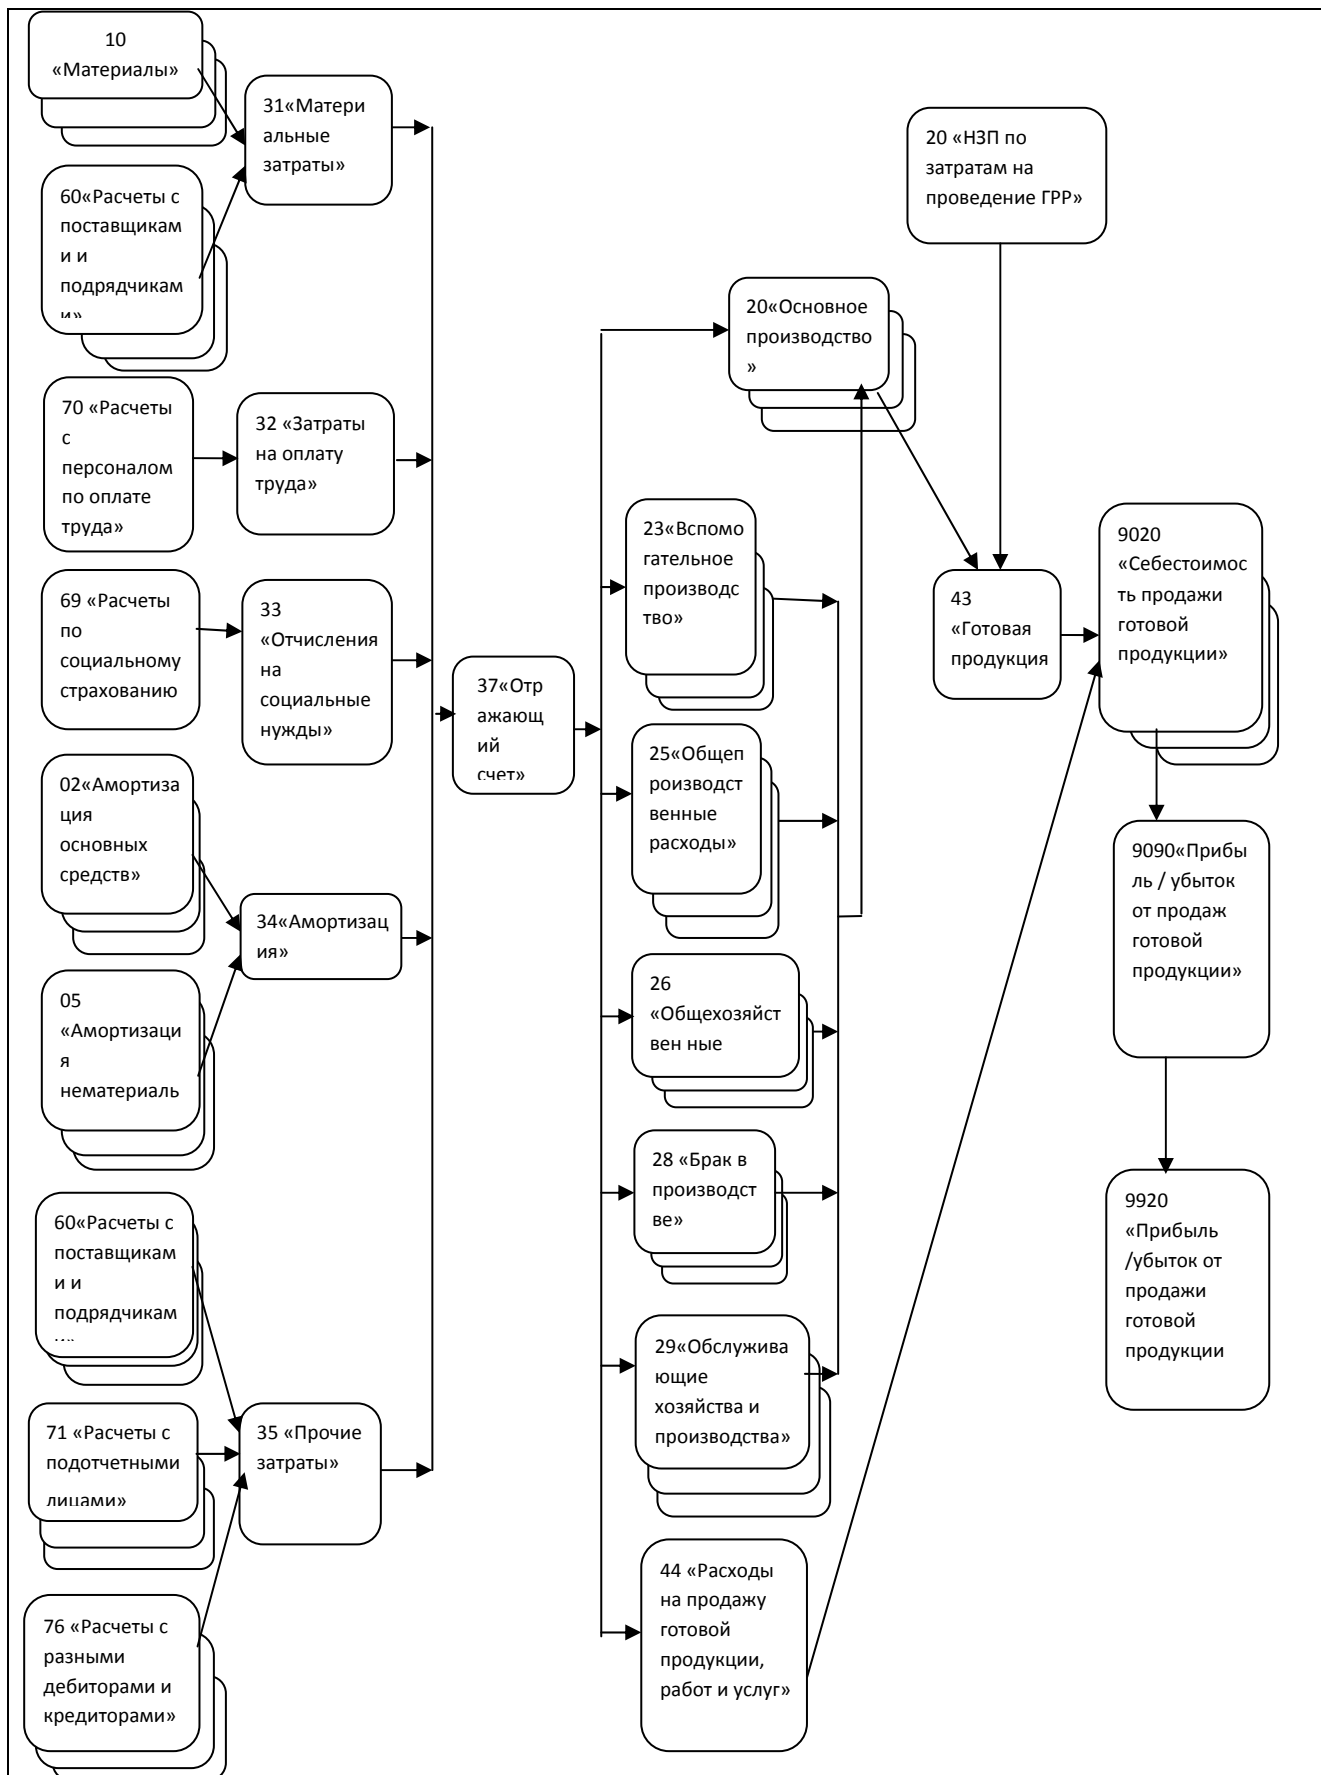 10
«Материалы»
31«Матери
альные
затраты»
60«Расчеты с
поставщикам
и и
подрядчикам
и»
70 «Расчеты
с
персоналом
по оплате
труда»
32 «Затраты
на оплату
труда»
69 «Расчеты
по
социальному
страхованию
33
«Отчисления
на
социальные
нужды»
02«Амортиза
ция
основных
средств»
34«Амортизац
ия»
05
«Амортизаци
я
нематериаль
60«Расчеты с
поставщикам
и и
подрядчикам
и»
71 «Расчеты с
подотчетными
лицами»
35 «Прочие
затраты»
76 «Расчеты с
разными
дебиторами и
кредиторами»
37«Отр
ажающ
ий
счет»
20«Основное
производство
»
23«Вспомо
гательное
производс
тво»
25«Общеп
роизводст
венные
расходы»
26
«Общехозяйст
вен ные
28 «Брак в
производст
ве»
29«Обслужива
ющие
хозяйства и
производства»
44 «Расходы
на продажу
готовой
продукции,
работ и услуг»
20 «НЗП по
затратам на
проведение ГРР»
43
«Готовая
продукция
9020
«Себестоимос
ть продажи
готовой
продукции»
9090«Прибы
ль / убыток
от продаж
готовой
продукции»
9920
«Прибыль
/убыток от
продажи
готовой
продукции